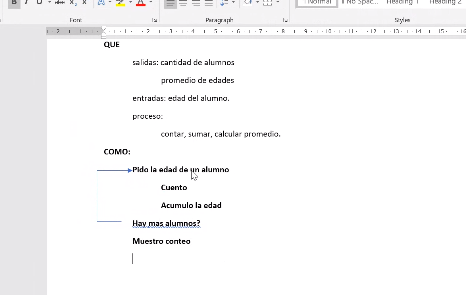 Normal
No Spac...
Heading 1
Heading 2
Font
Paragraph
Styles
QUE
salidas: cantidad de alumnos
promedio de edades
entradas: edad del alumno.
proceso:
contar, sumar, calcular promedio.
COMO:
Pido la edad de un alumno
Cuento
Acumulo la edad
Hay mas alumnos?
Muestro conteo